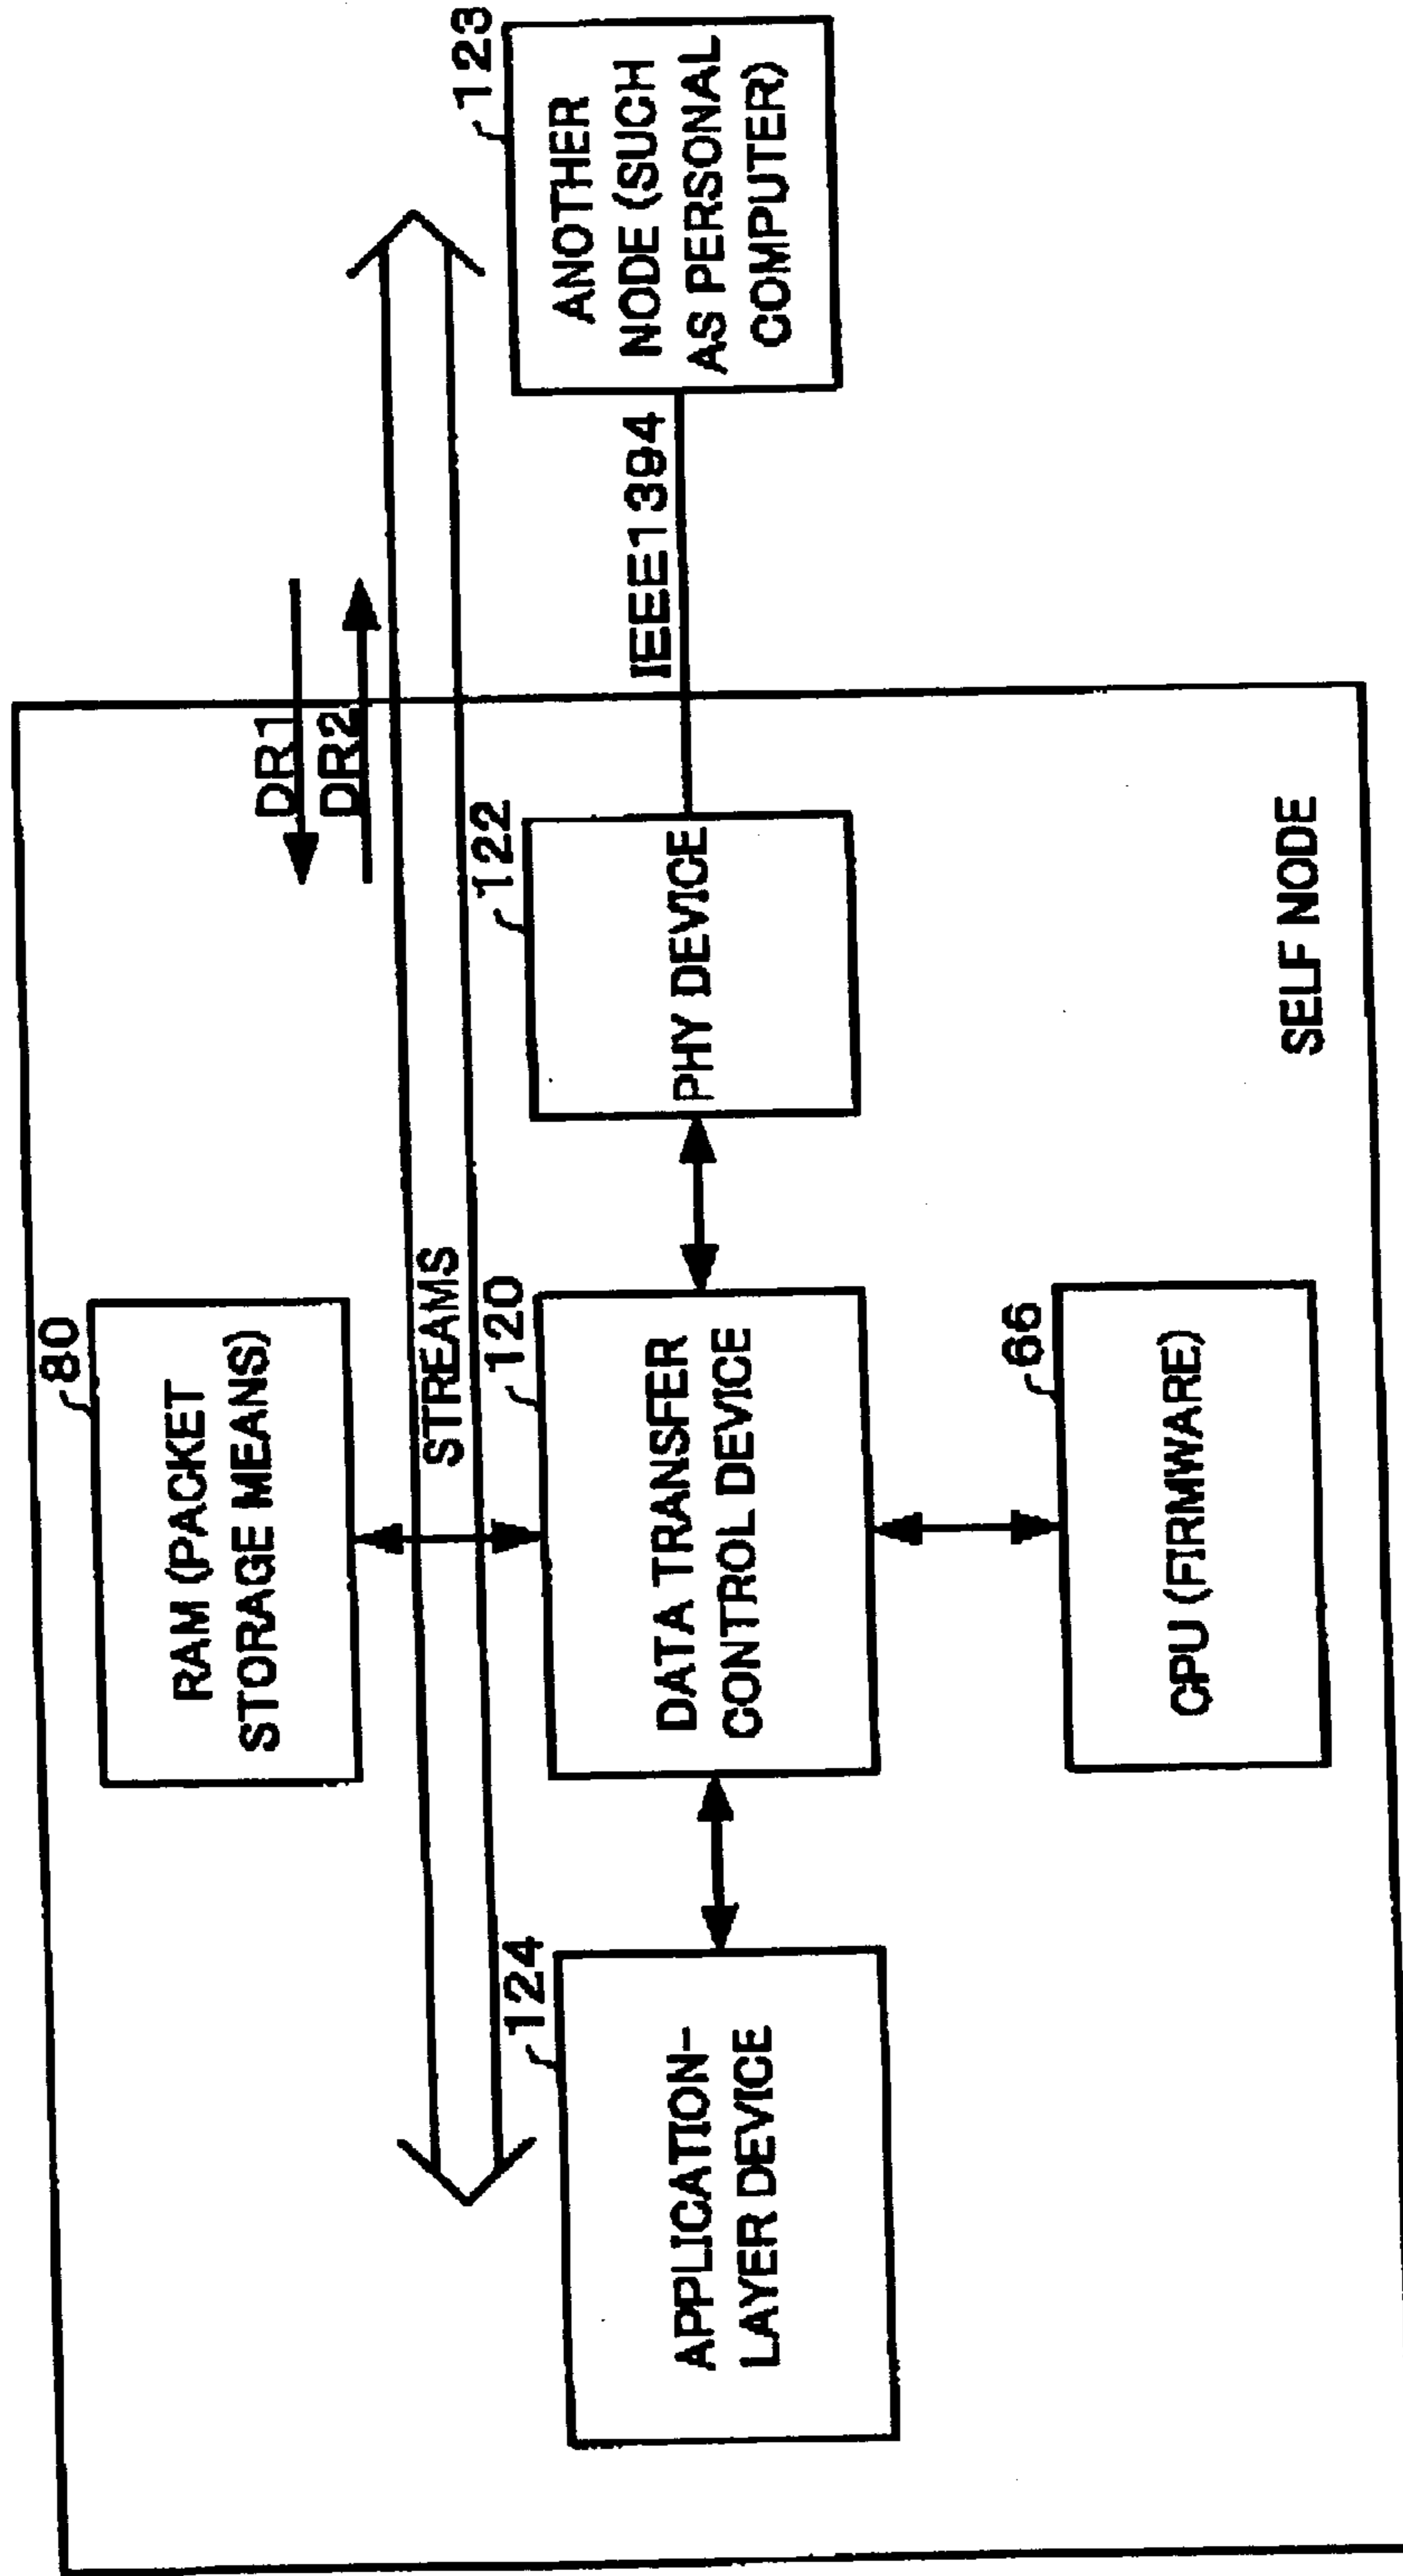 80
RAM (PACKET
STORAGE MEANS)
DR1
DR2
STREAMS
124
APPLICATION-
LAYER DEVICE
120
DATA TRANSFER
CONTROL DEVICE
122
PHY DEVICE
IEEE1394
123
ANOTHER
NODE (SUCH
AS PERSONAL
COMPUTER)
66
CPU (FIRMWARE)
SELF NODE